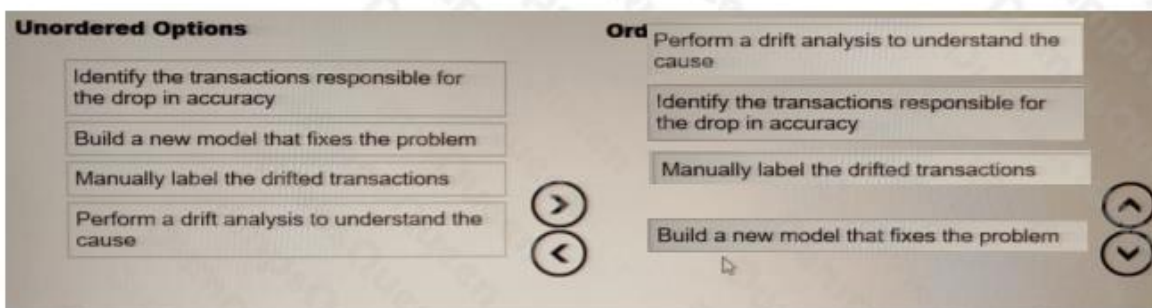 Unordered Options
Identify the transactions responsible for
the drop in accuracy
Build a new model that fixes the problem
Manually label the drifted transactions
Perform a drift analysis to understand the
cause
Ord
Perform a drift analysis to understand the
cause
Identify the transactions responsible for
the drop in accuracy
Manually label the drifted transactions
Build a new model that fixes the problem